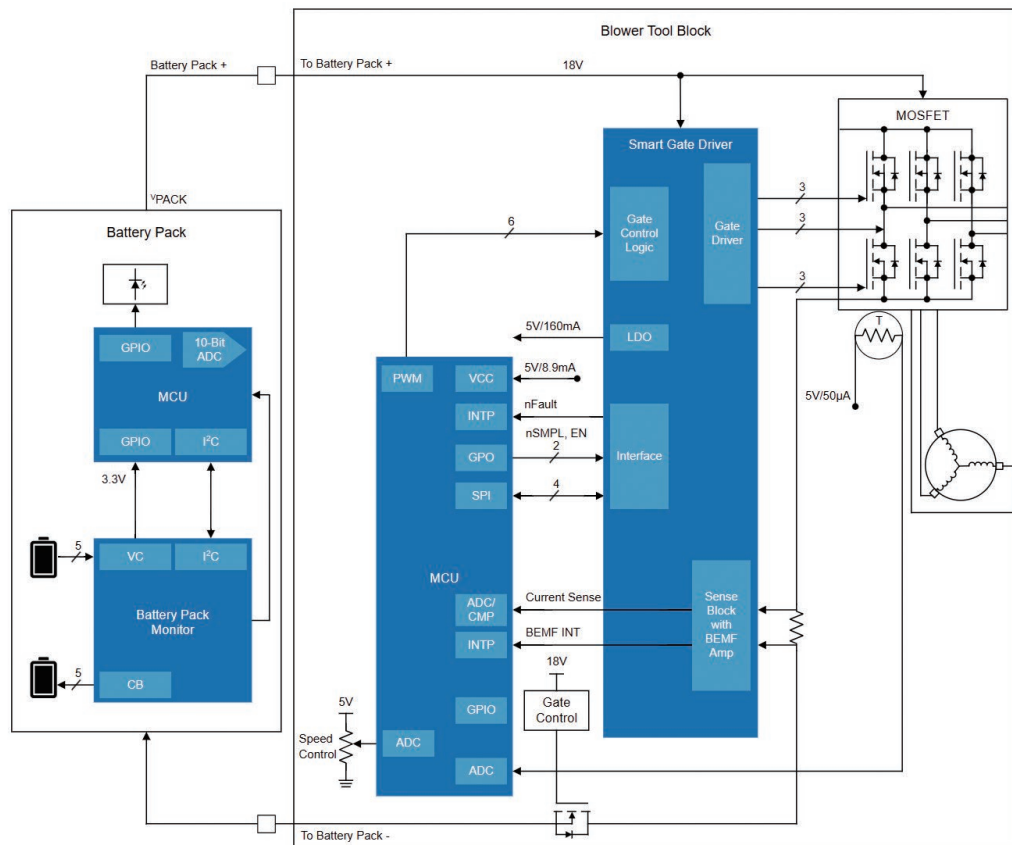 Blower Tool Block
Battery Pack +
To Battery Pack +
18V
MOSFET
Smart Gate Driver
Gate
Control
Logic
Gate
Driver
3
3
3
6
VPACK
Battery Pack
GPIO
10-Bit
ADC
MCU
GPIO
I²C
3.3V
5
VC
I²C
Battery Pack
Monitor
5
CB
5V/160mA
LDO
PWM
VCC
5V/8.9mA
INTP
nFault
GPO
nSMPL, EN
2
Interface
SPI
4
MCU
ADC/
CMP
Current Sense
INTP
BEMF INT
Sense
Block
with
BEMF
Amp
18V
Gate
Control
GPIO
5V
Speed
Control
ADC
ADC
T
5V/50µA
To Battery Pack -